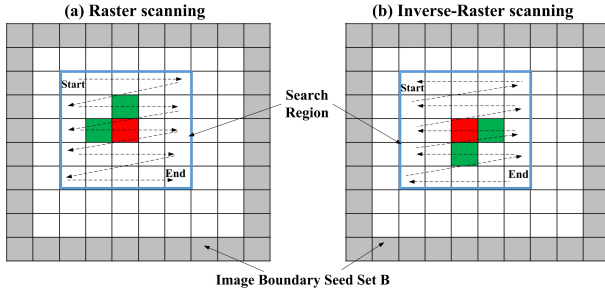 (a) Raster scanning
(b) Inverse-Raster scanning
Start
End
Search
Region
Start
End
Image Boundary Seed Set B